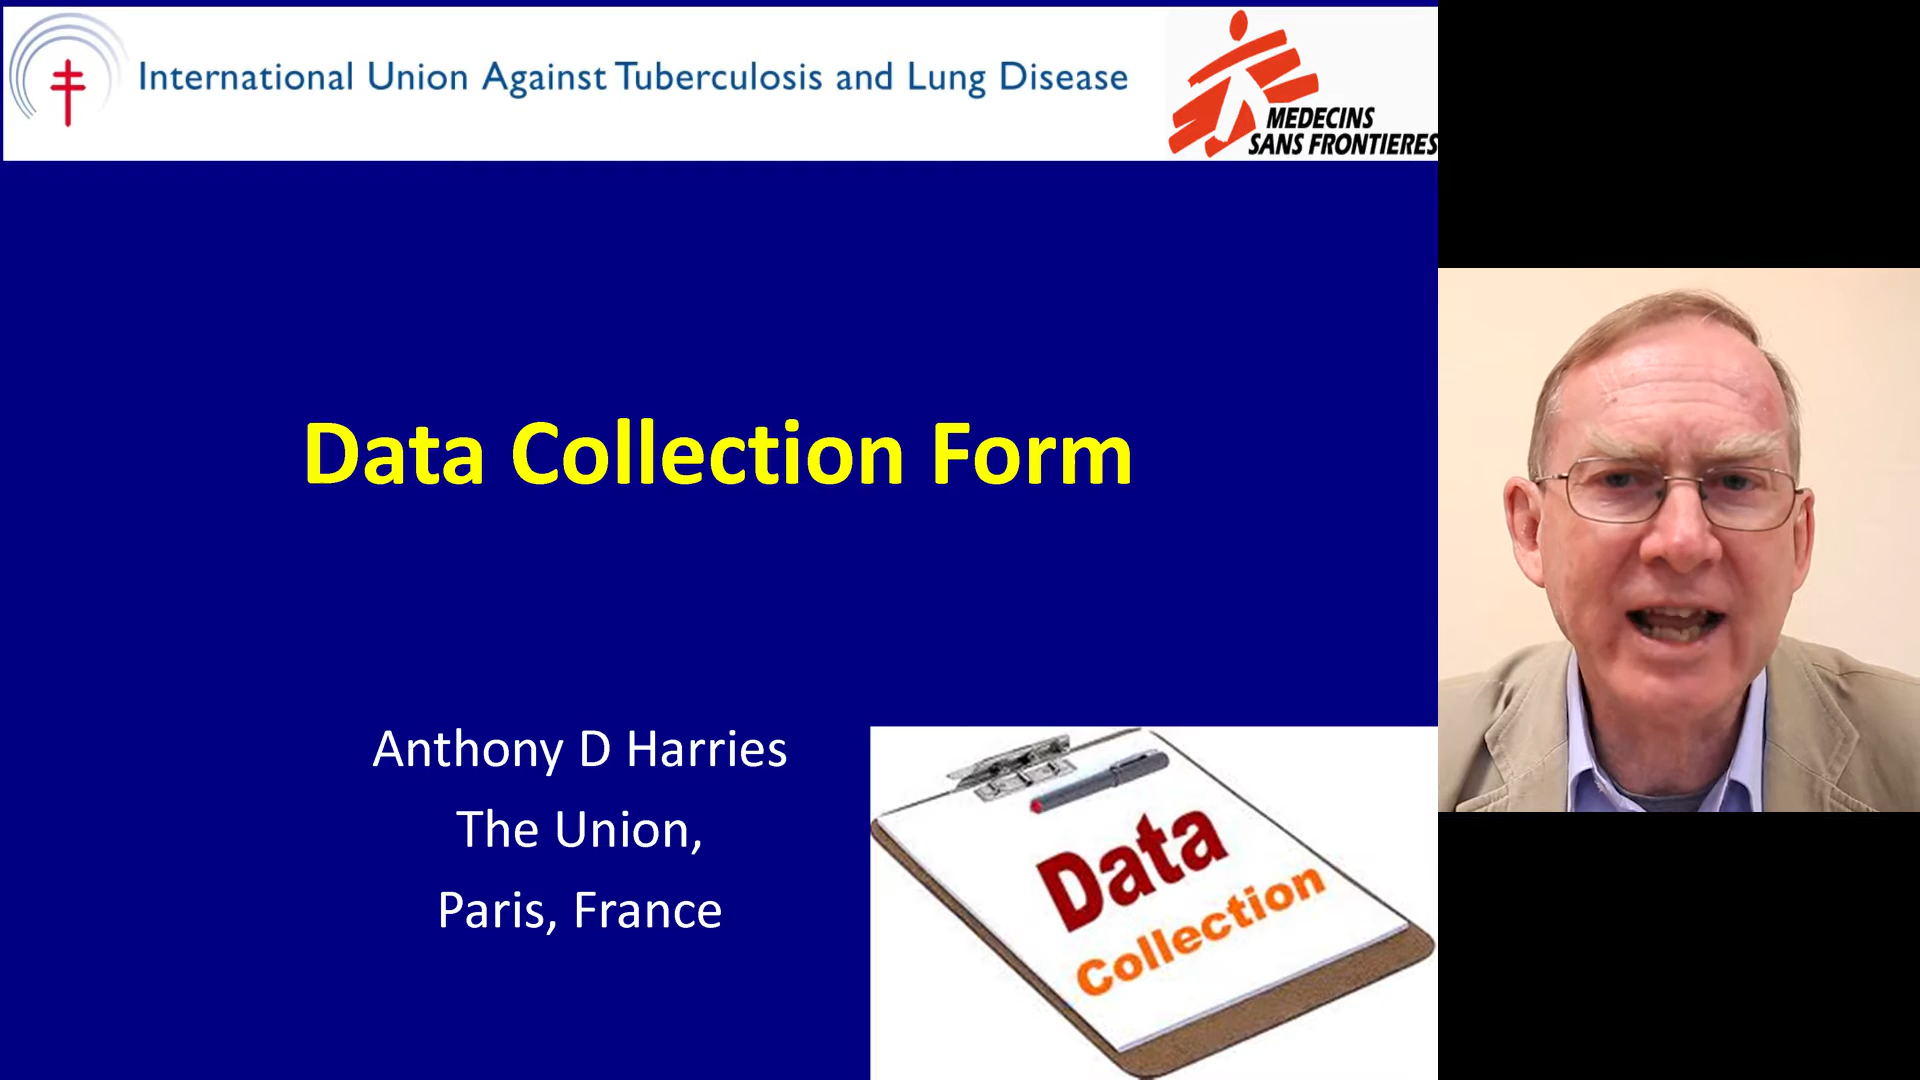 International Union Against Tuberculosis and Lung Disease
MEDECINS
SANS FRONTIERES
Data Collection Form
Anthony D Harries
The Union,
Paris, France
Data
Collection